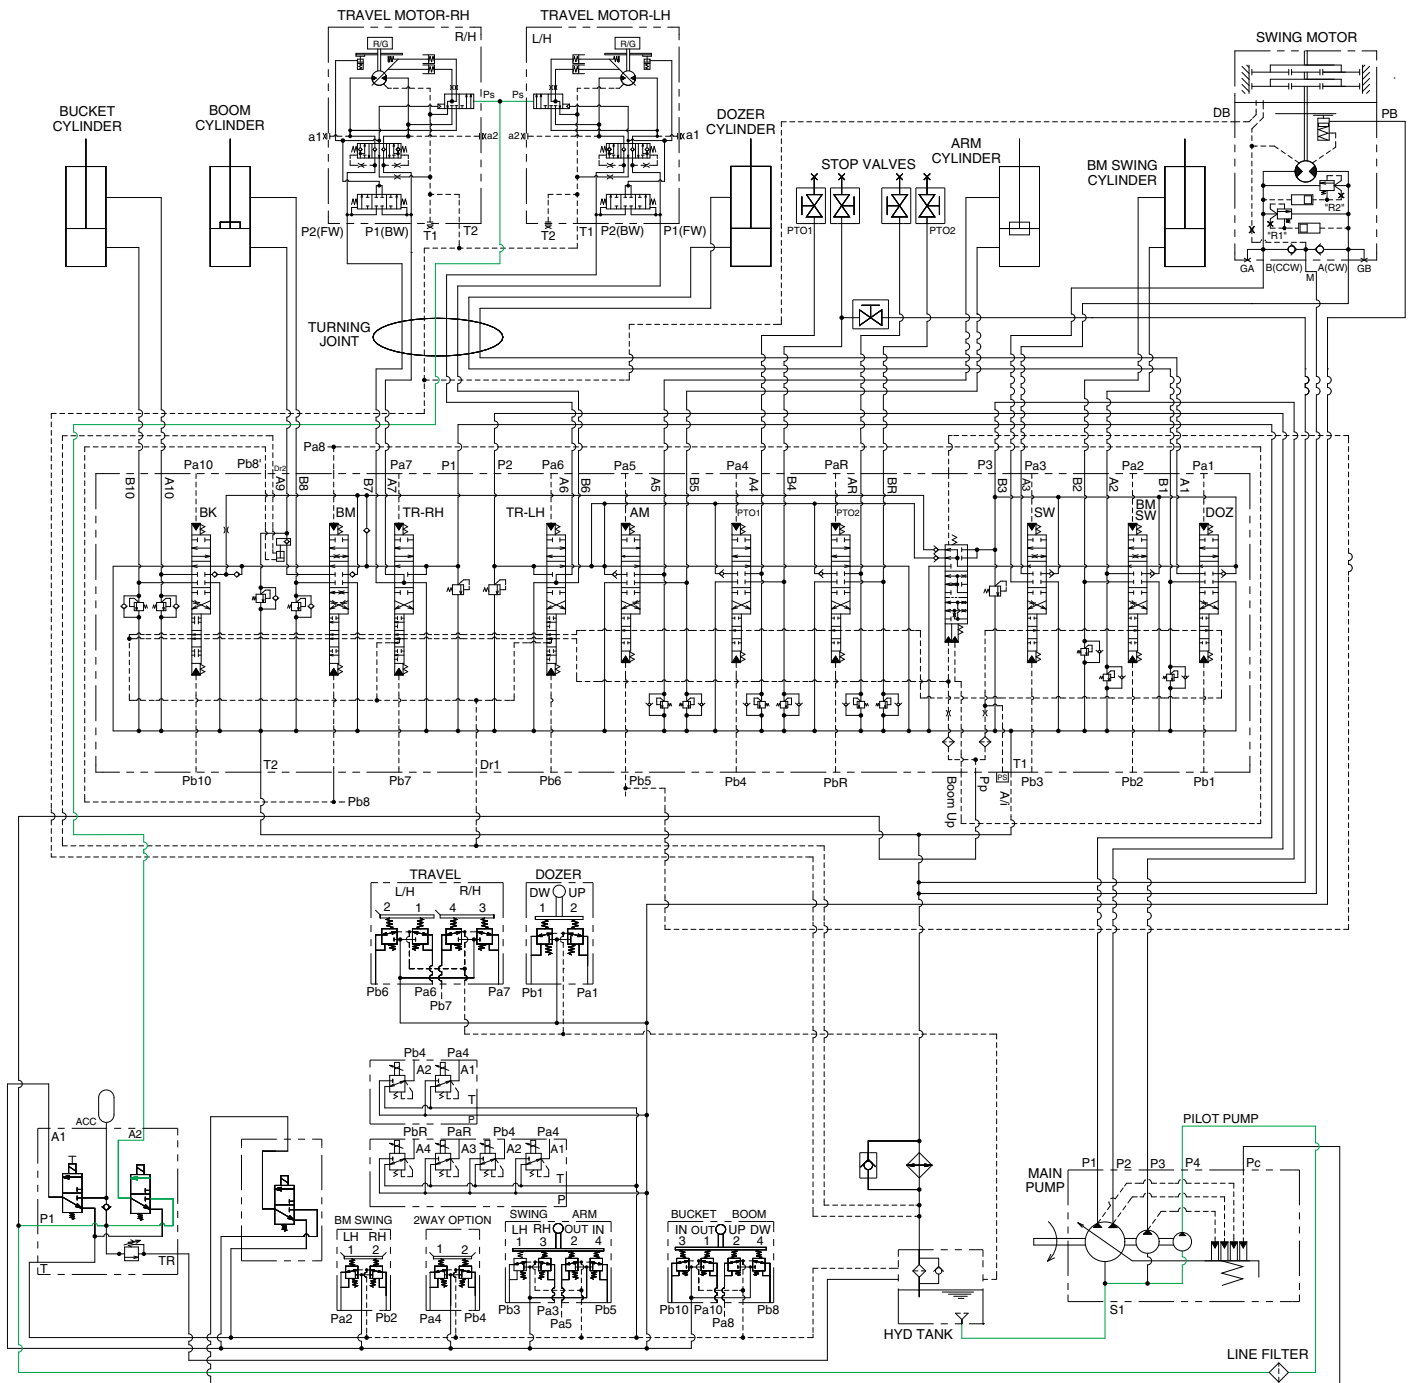 TRAVEL MOTOR-RH TRAVEL MOTOR-LH
R/G R/H L/H R/G SWING MOTOR
BUCKET CYLINDER
BOOM CYLINDER
DOZER CYLINDER
ARM CYLINDER
BM SWING CYLINDER
STOP VALVES
PTO1 PTO2
Ps Ps
a1 a2 a2 a1
DB PB
"R2"
"R1"
GA B(CCW) M A(CW) GB
P2(FW) P1(BW) T1 T2 T2 T1 P2(BW) P1(FW)
TURNING JOINT
Pa8
Pa10 Pb8' Dr2 Pa7 P1 P2 Pa6 Pa5 Pa4 PaR P3 Pa3 Pa2 Pa1
B10 A10 A9 B8 B7 A7 A6 B6 A5 B5 A4 B4 AR BR B3 A3 B2 A2 B1 A1
BK BM TR-RH TR-LH AM PTO1 PTO2 SW BM SW DOZ
T2 Dr1 T1
Pb10 Pb7 Pb6 Pb5 Pb4 PbR Boom Up Pp PS A/i Pb3 Pb2 Pb1
Pb8
TRAVEL
L/H R/H
2 1 4 3
Pb6 Pa6 Pb7 Pa7
DOZER
DW UP
1 2
Pb1 Pa1
Pb4 Pa4
A2 A1
T
P
PbR PaR Pb4 Pa4
A4 A3 A2 A1
T
P
ACC
A1 A2
P1
T TR
BM SWING
LH RH
1 2
Pa2 Pb2
2WAY OPTION
1 2
Pa4 Pb4
SWING ARM
LH RH OUT IN
1 3 2 4
Pb3 Pa3 Pa5 Pb5
BUCKET BOOM
IN OUT UP DW
3 1 2 4
Pb10 Pa10 Pa8 Pb8
HYD TANK
PILOT PUMP
MAIN PUMP
P1 P2 P3 P4 Pc
S1
LINE FILTER